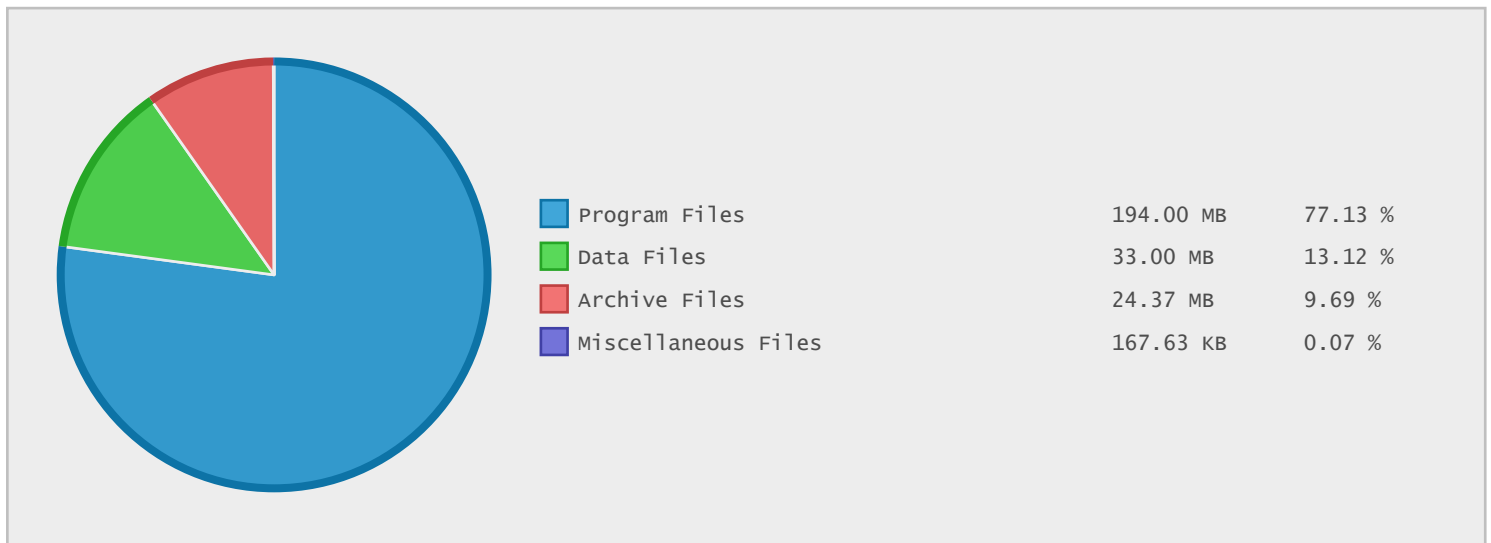 Program Files 194.00 MB 77.13 %
Data Files 33.00 MB 13.12 %
Archive Files 24.37 MB 9.69 %
Miscellaneous Files 167.63 KB 0.07 %